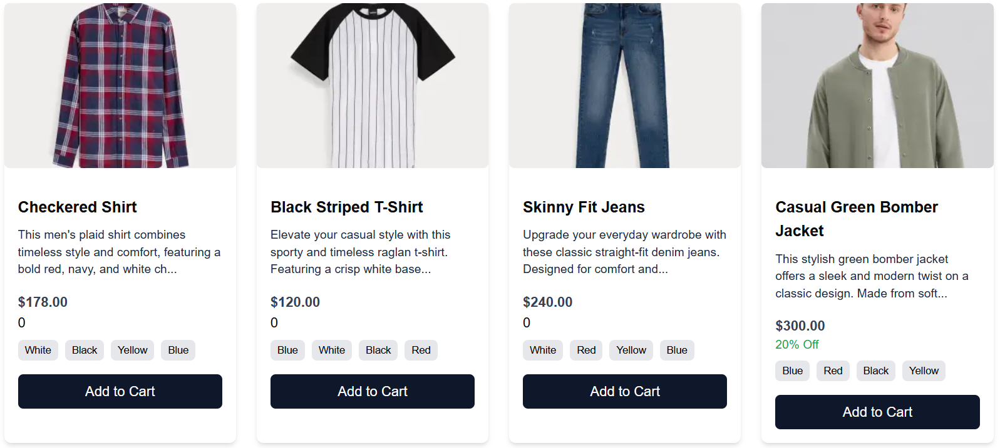 Checkered Shirt
This men's plaid shirt combines
timeless style and comfort, featuring a
bold red, navy, and white ch...
$178.00
0
White Black Yellow Blue
Add to Cart
Black Striped T-Shirt
Elevate your casual style with this
sporty and timeless raglan t-shirt.
Featuring a crisp white base...
$120.00
0
Blue White Black Red
Add to Cart
Skinny Fit Jeans
Upgrade your everyday wardrobe with
these classic straight-fit denim jeans.
Designed for comfort and...
$240.00
0
White Red Yellow Blue
Add to Cart
Casual Green Bomber
Jacket
This stylish green bomber jacket
offers a sleek and modern twist on a
classic design. Made from soft...
$300.00
20% Off
Blue Red Black Yellow
Add to Cart